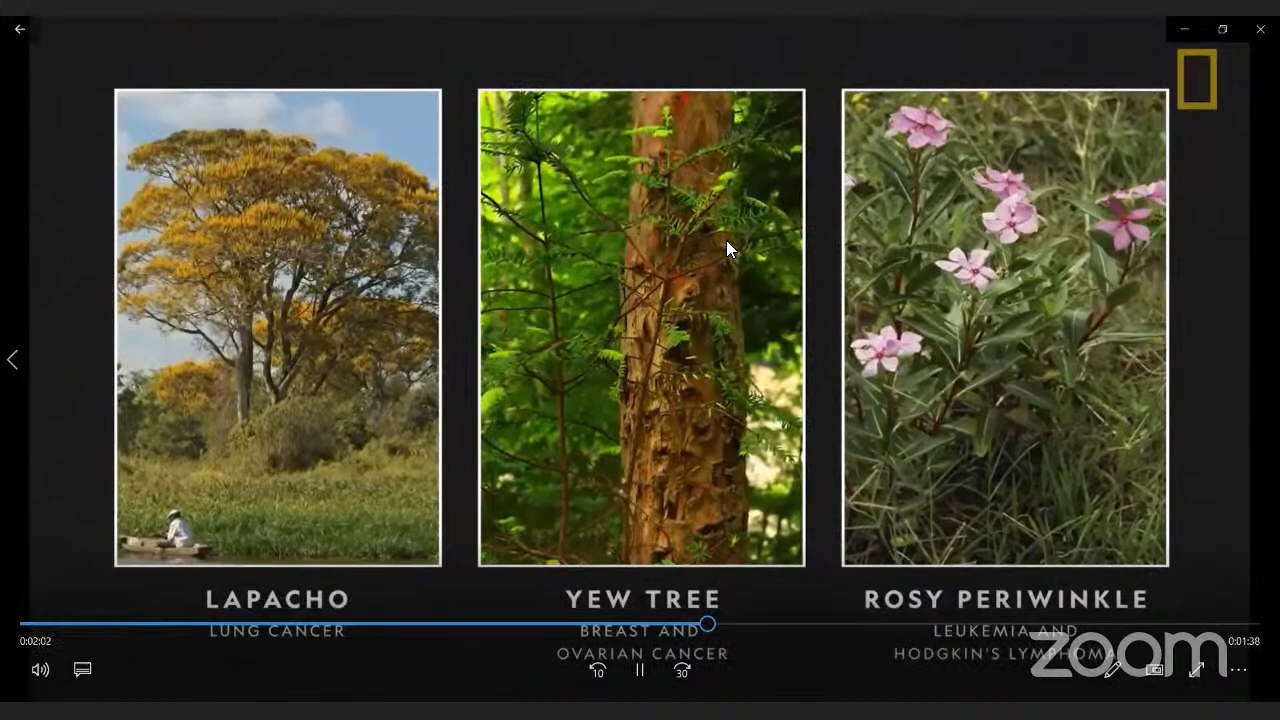 LAPACHO
LUNG CANCER
YEW TREE
BREAST AND
OVARIAN CANCER
ROSY PERIWINKLE
LEUKEMIA AND
HODGKIN'S LYMPHOMA
0:02:02
0:01:38
10
30
zoom